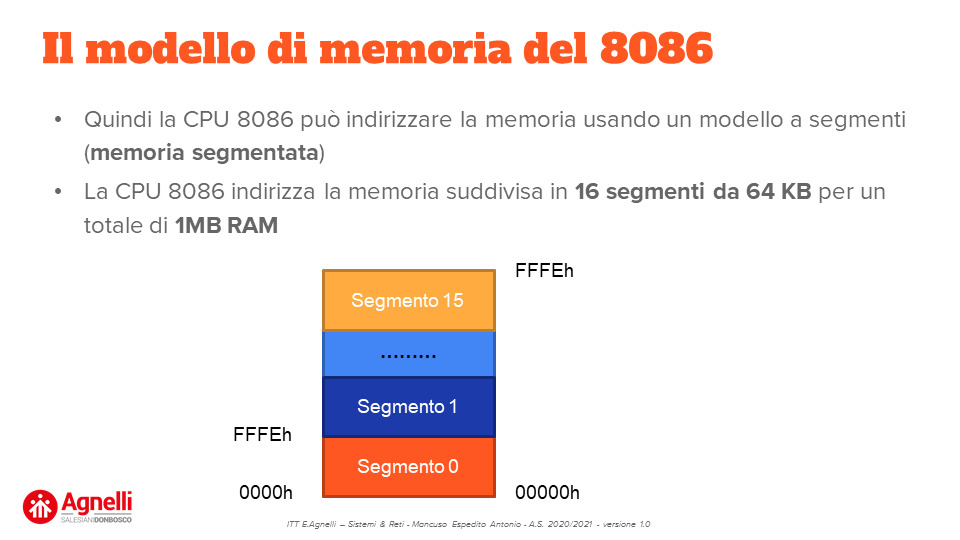 Il modello di memoria del 8086
• Quindi la CPU 8086 può indirizzare la memoria usando un modello a segmenti
(memoria segmentata)
• La CPU 8086 indirizza la memoria suddivisa in 16 segmenti da 64 KB per un
totale di 1MB RAM
FFFEh
Segmento 15
.........
Segmento 1
FFFEh
Segmento 0
0000h
00000h
Agnelli
SALESIANI DONBOSCO
ITT E.Agnelli – Sistemi & Reti - Mancuso Espedito Antonio - A.S. 2020/2021 - versione 1.0